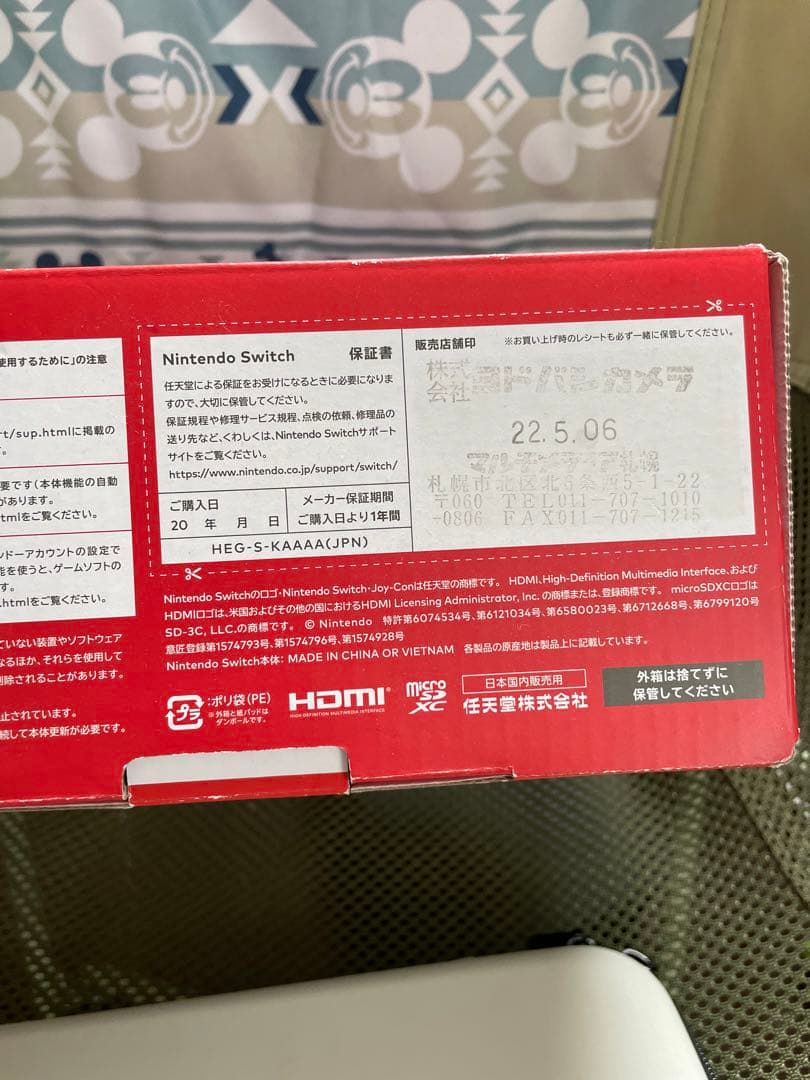 使用するために」の注意
rt/sup.htmlに掲載の
要です(本体機能の自動
があります。
tmlをご覧ください。
ンドーアカウントの設定で
能を使うと、ゲームソフトの
す。
.htmlをご覧ください。
ていない装置やソフトウェア
なるほか、それらを使用して
削除されることがあります。
止されています。
続して本体更新が必要です。
Nintendo Switch 保証書
任天堂による保証をお受けになるときに必要になりま
すので、大切に保管してください。
保証規程や修理サービス規程、点検の依頼、修理品の
送り先など、くわしくは、Nintendo Switchサポート
サイトをご覧ください。
https://www.nintendo.co.jp/support/switch/
ご購入日
20 年 月 日
メーカー保証期間
ご購入日より1年間
HEG-S-KAAAA(JPN)
販売店舗印 ※お買い上げ時のレシートも必ず一緒に保管してください。
株式会社ヨドバシカメラ
22.5.06
マルチメディア札幌
札幌市北区北6条西5-1-22
〒060 TEL011-707-1010
-0806 FAX011-707-1215
Nintendo Switchのロゴ・Nintendo Switch・Joy-Conは任天堂の商標です。 HDMI、High-Definition Multimedia Interface、および
HDMIロゴは、米国およびその他の国におけるHDMI Licensing Administrator, Inc. の商標または、登録商標です。 microSDXCロゴは
SD-3C, LLC.の商標です。 © Nintendo 特許第6074534号、第6121034号、第6580023号、第6712668号、第6799120号
意匠登録第1574793号、第1574796号、第1574928号
Nintendo Switch本体: MADE IN CHINA OR VIETNAM 各製品の原産地は製品上に記載しています。
プラ
:ポリ袋(PE)
※外箱と紙パッドは
ダンボールです。
HDMI
HIGH-DEFINITION MULTIMEDIA INTERFACE
micro SD XC
日本国内販売用
任天堂株式会社
外箱は捨てずに
保管してください